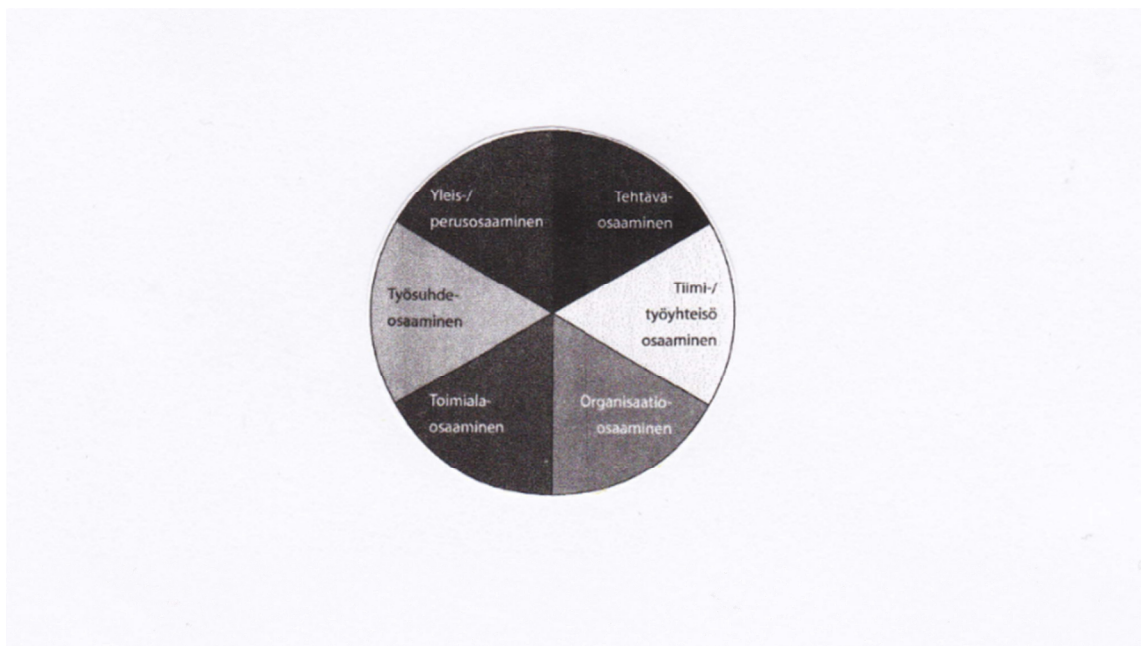 Yleis-/
perusosaaminen
Tehtävä-
osaaminen
Tiimi-/
työyhteisö
osaaminen
Organisaatio-
osaaminen
Toimiala-
osaaminen
Työsuhde-
osaaminen